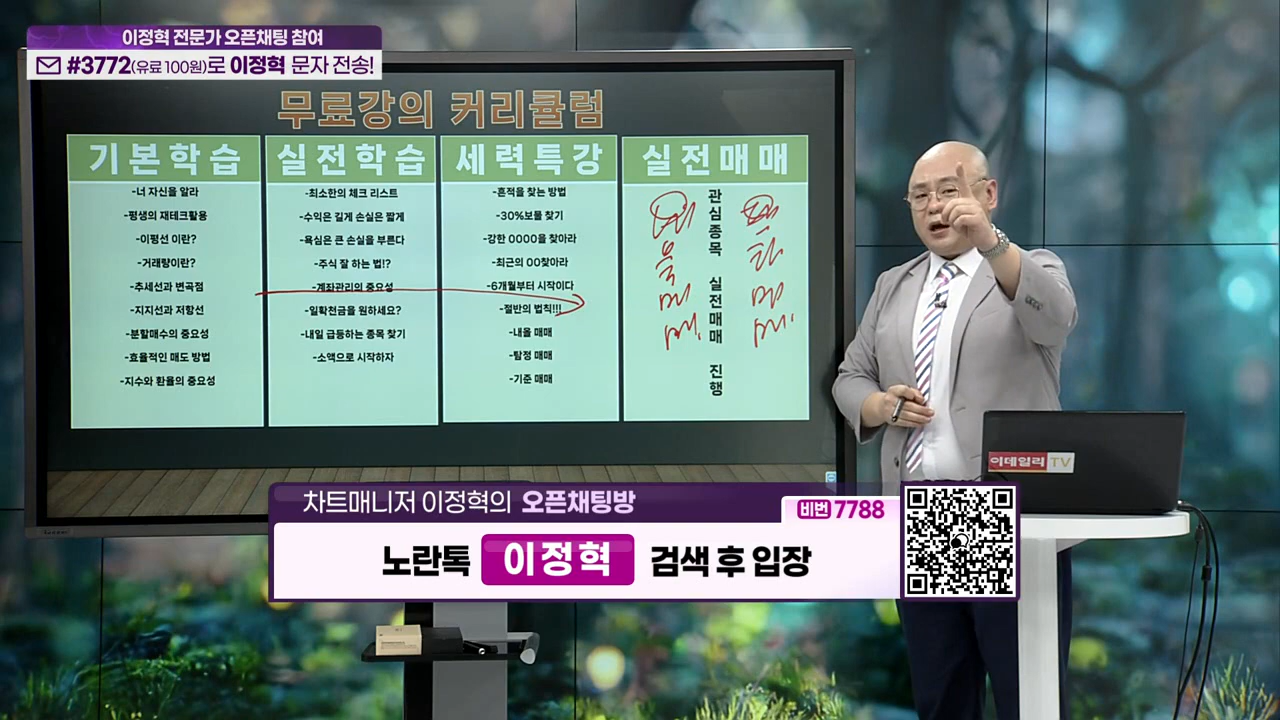 이정혁 전문가 오픈채팅 참여
#3772(유료 100원)로 이정혁 문자 전송!
무료강의 커리큘럼
기본학습
-너 자신을 알라
-평생의 재테크활용
-이평선 이란?
-거래량이란?
-추세선과 변곡점
-지지선과 저항선
-분할매수의 중요성
-효율적인 매도 방법
-지수와 환율의 중요성
실전학습
-최소한의 체크 리스트
-수익은 길게 손실은 짧게
-욕심은 큰 손실을 부른다
-주식 잘 하는 법!?
-계좌관리의 중요성
-일확천금을 원하세요?
-내일 급등하는 종목 찾기
-소액으로 시작하자
세력특강
-흔적을 찾는 방법
-30%보물 찾기
-강한 OOOO을 찾아라
-최근의 OO찾아라
-6개월부터 시작이다
-절반의 법칙!!!
-내올 매매
-탐정 매매
-기준 매매
실전매매
관심종목 실전매매 진행
매매.
매매.
이데일리TV
차트매니저 이정혁의 오픈채팅방
비번 7788
노란톡 이정혁 검색 후 입장